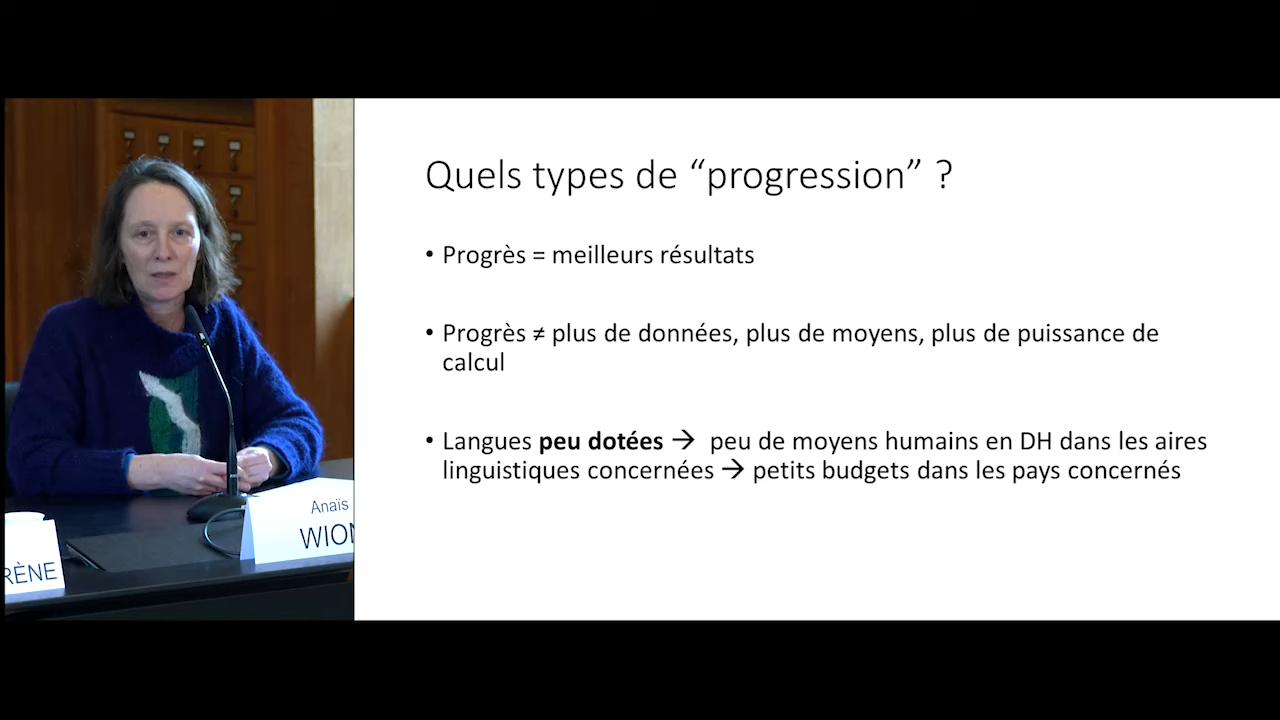 Quels types de “progression” ?
• Progrès = meilleurs résultats
• Progrès ≠ plus de données, plus de moyens, plus de puissance de
calcul
• Langues peu dotées → peu de moyens humains en DH dans les aires
linguistiques concernées → petits budgets dans les pays concernés
Anaïs
WION
RÈNE